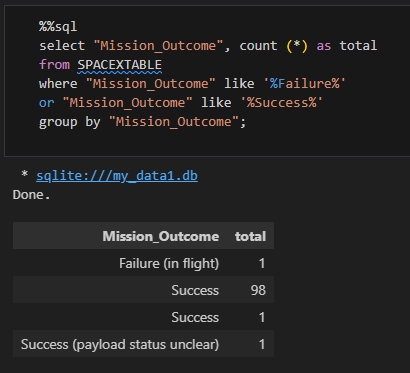 %%sql
select "Mission_Outcome", count (*) as total
from SPACEXTABLE
where "Mission_Outcome" like '%Failure%'
or "Mission_Outcome" like '%Success%'
group by "Mission_Outcome";
* sqlite:///my_data1.db
Done.
Mission_Outcome total
Failure (in flight) 1
Success 98
Success 1
Success (payload status unclear) 1